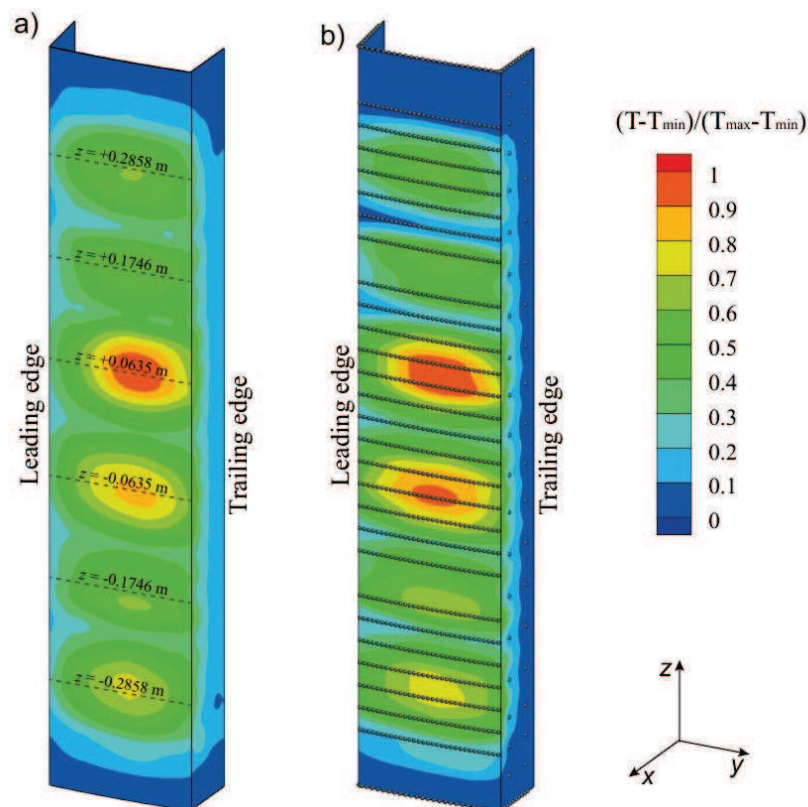 a)
b)
z = +0.2858 m
z = +0.1746 m
z = +0.0635 m
z = -0.0635 m
z = -0.1746 m
z = -0.2858 m
Leading edge
Trailing edge
Leading edge
Trailing edge
(T-Tmin)/(Tmax-Tmin)
1
0.9
0.8
0.7
0.6
0.5
0.4
0.3
0.2
0.1
0
z
x
y